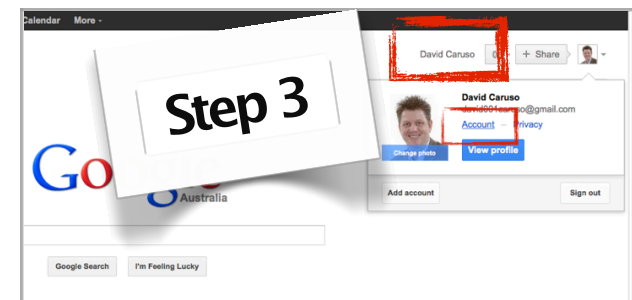 Calendar More
David Caruso
+ Share
Step 3
David Caruso
david001caruso@gmail.com
Account – Privacy
Change photo
View profile
Australia
Add account
Sign out
Google Search
I'm Feeling Lucky